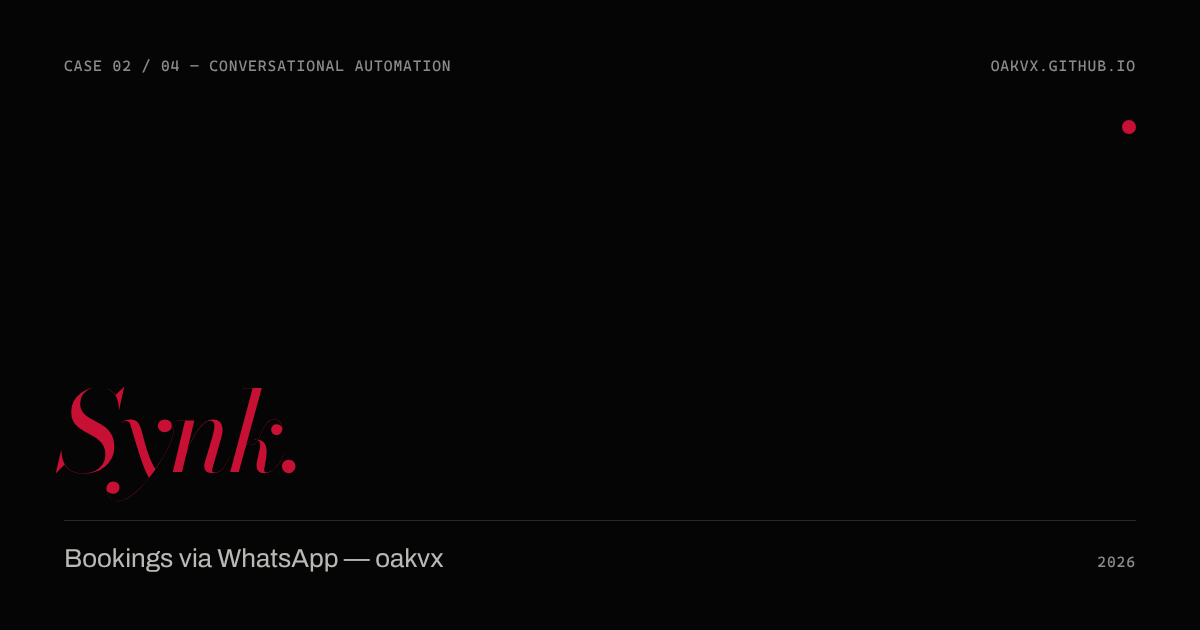 CASE 02 / 04 — CONVERSATIONAL AUTOMATION
OAKVX.GITHUB.IO
Synk.
Bookings via WhatsApp — oakvx
2026